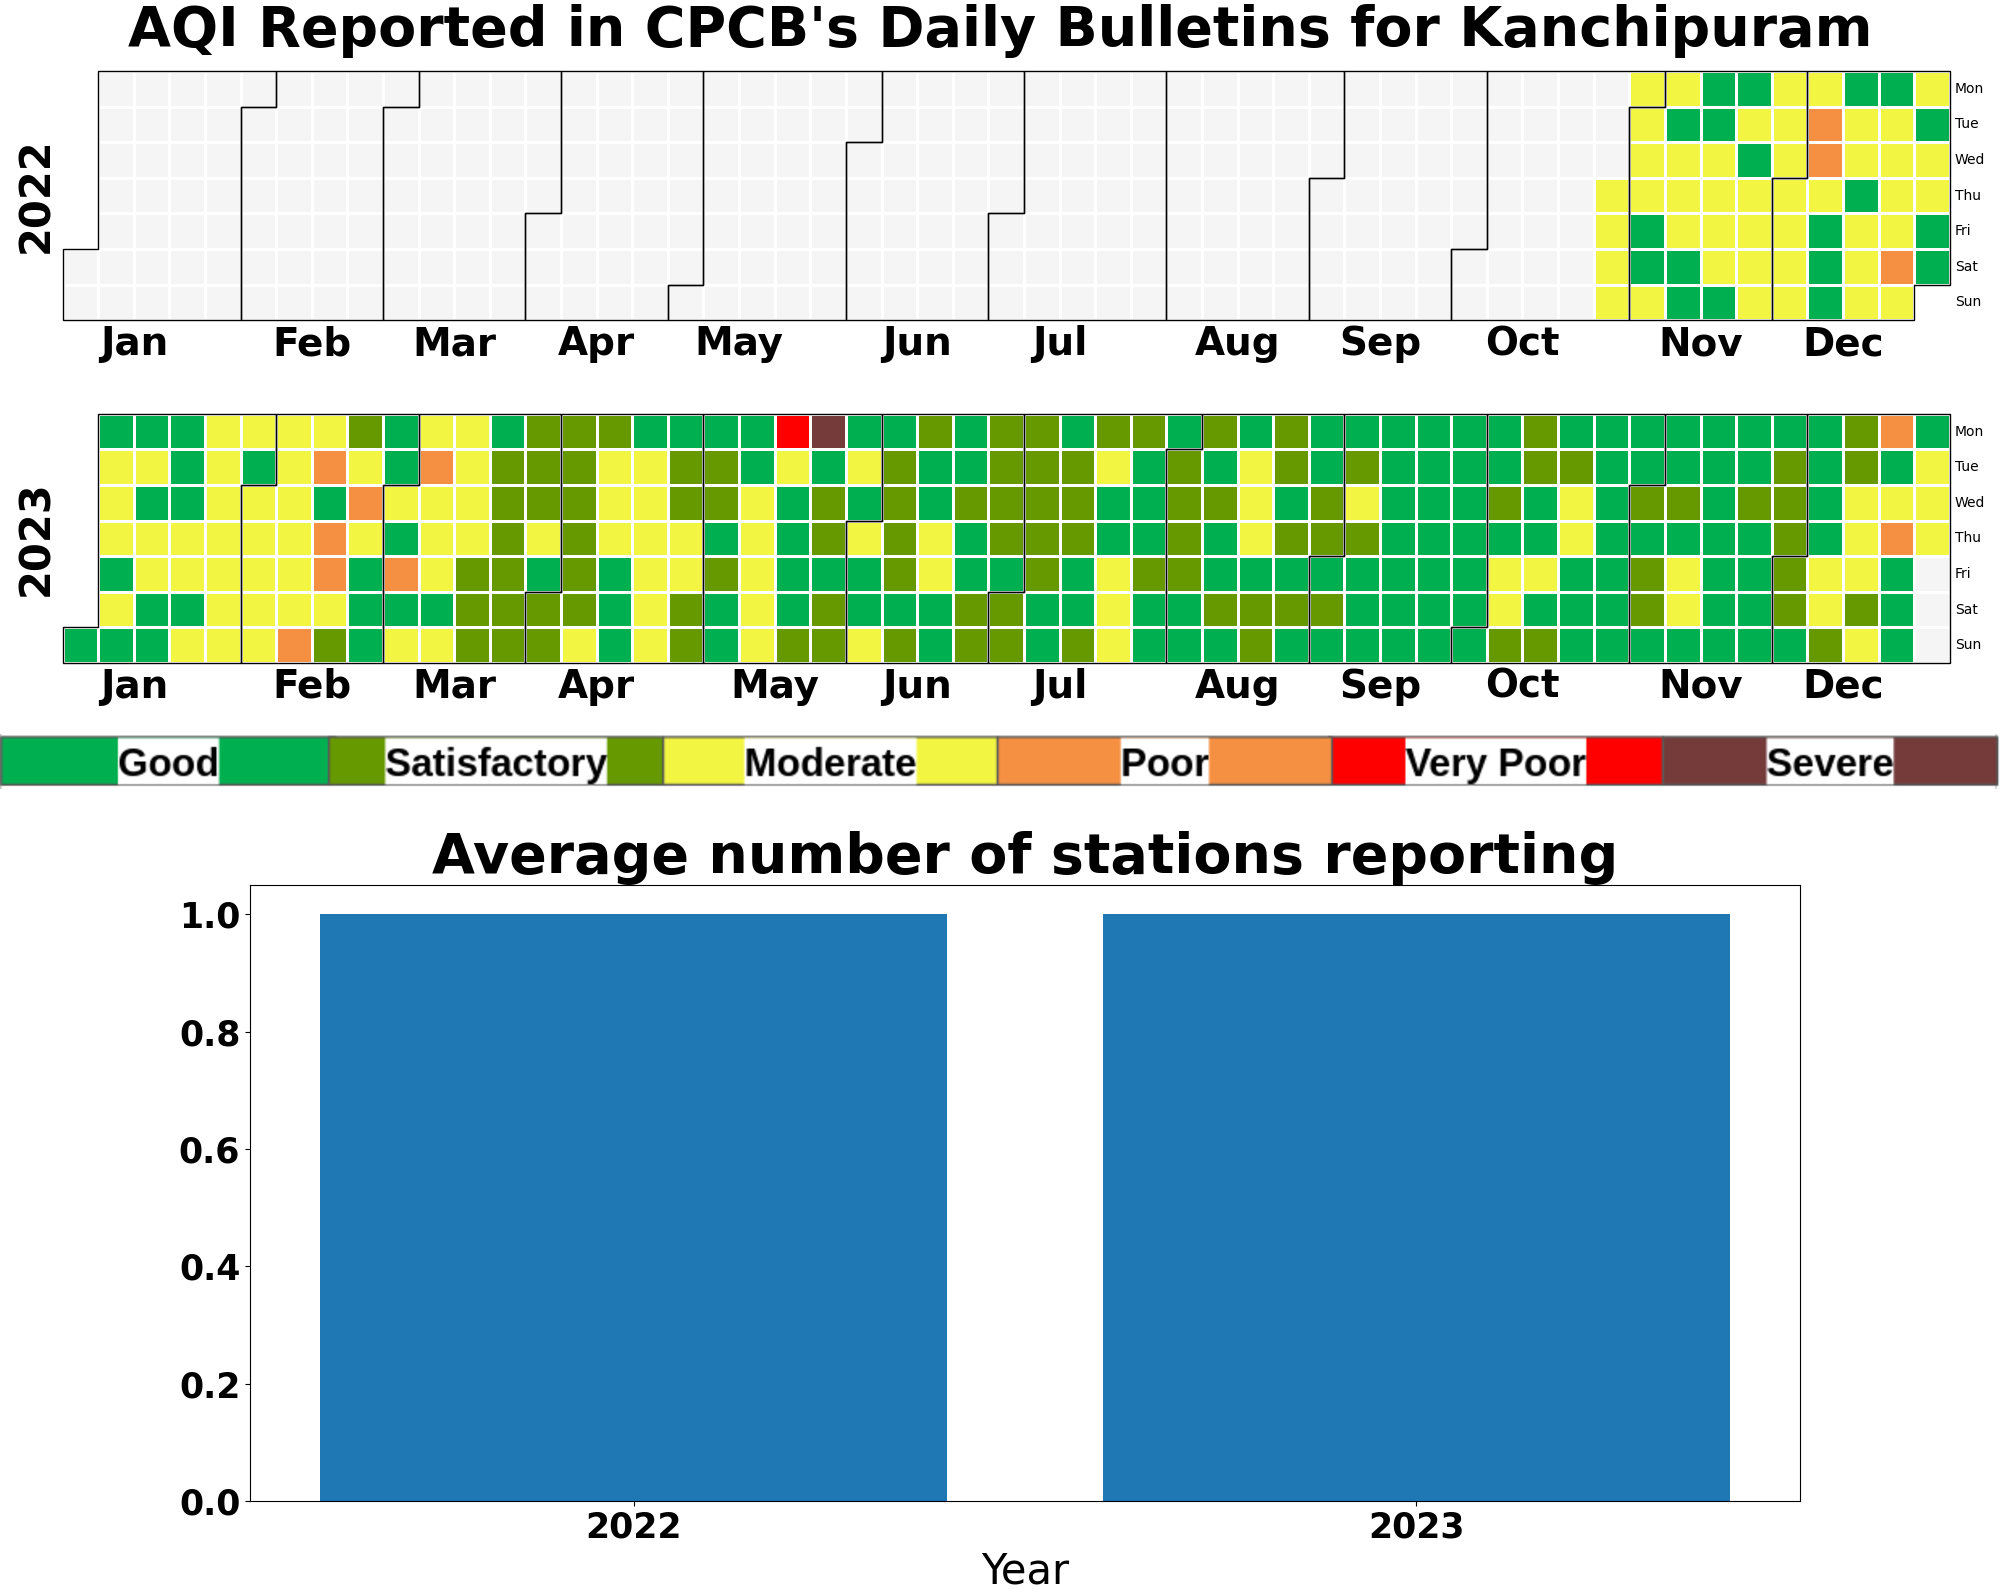 AQI Reported in CPCB's Daily Bulletins for Kanchipuram
2022
Mon
Tue
Wed
Thu
Fri
Sat
Sun
Jan Feb Mar Apr May Jun Jul Aug Sep Oct Nov Dec
2023
Mon
Tue
Wed
Thu
Fri
Sat
Sun
Jan Feb Mar Apr May Jun Jul Aug Sep Oct Nov Dec
Good Satisfactory Moderate Poor Very Poor Severe
Average number of stations reporting
1.0
0.8
0.6
0.4
0.2
0.0
2022 2023
Year